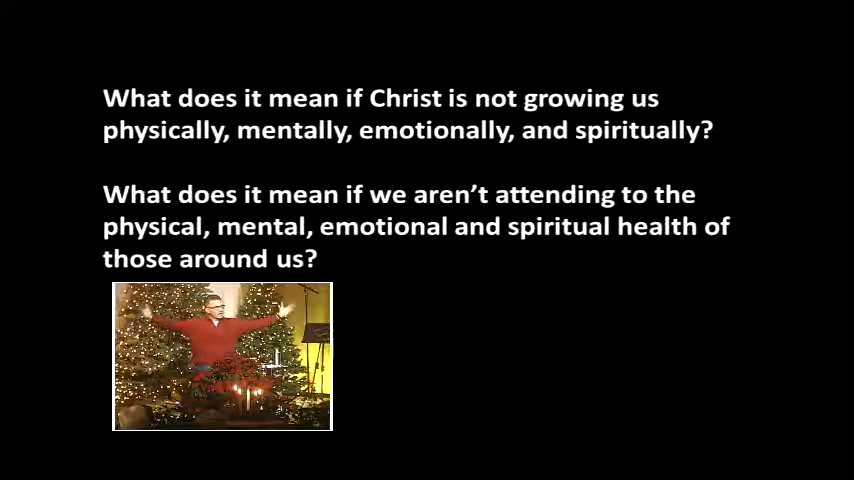 What does it mean if Christ is not growing us
physically, mentally, emotionally, and spiritually?
What does it mean if we aren't attending to the
physical, mental, emotional and spiritual health of
those around us?